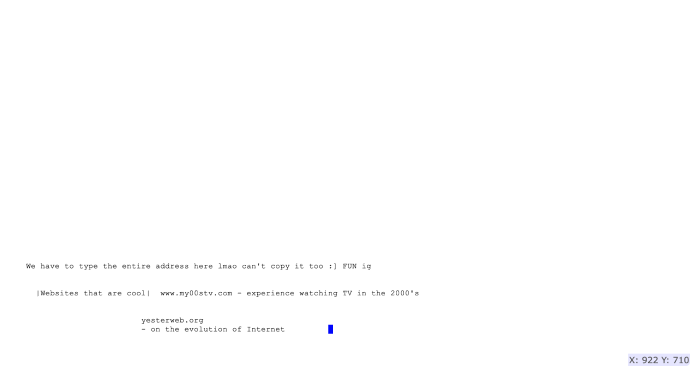 We have to type the entire address here lmao can't copy it too :] FUN ig
|Websites that are cool|  www.my00stv.com - experience watching TV in the 2000"s
yesterweb.org
- on the evolution of Internet
X: 922 Y: 710